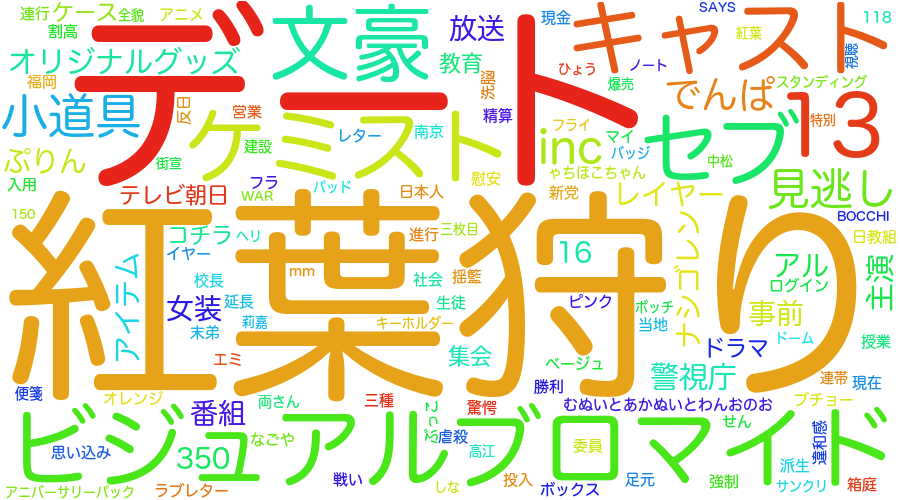 連行 ケース 全貌 アニメ デート 文豪 放送 現金 キャスト SAYS 紅葉 118
割高 視聴
オリジナルグッズ 教育 ひょう ノート
福岡 洗脳 爆売 でんぱ スタンディング
小道具 反日 営業 精算 inc マイ セブ 13 特別
ケミスト レター 南京 フライ バッジ
ぷりん 街宣 建設 ゃちほこちゃん 中松 見逃し
入用 テレビ朝日 フラ パッド 日本人 慰安 新党 レイヤー
WAR BOCCHI
150 紅葉狩り
コチラ ヘリ 進行 三枚目 16 ナシゴレン 日教組
イヤー mm 社会 揺籃 アル 主演
アイテム 校長 ログイン
女装 延長 生徒 ピンク ボッチ 事前
末弟 莉嘉 キーホルダー 当地 ドーム
エミ 集会 ベージュ ドラマ 授業
便箋 オレンジ 勝利 警視庁 連帯 現在
番組 両さん 三種 驚愕 むぬいとあかぬいとわんおのお プチョー
ビジュアルブロマイド
思い込み なごや こっぷ 虐殺 委員 せん 違和感
350 高江 派生
アニバーサリーパック ラブレター 戦い しな 投入 ボックス 足元 強制 サンクリ 箱庭